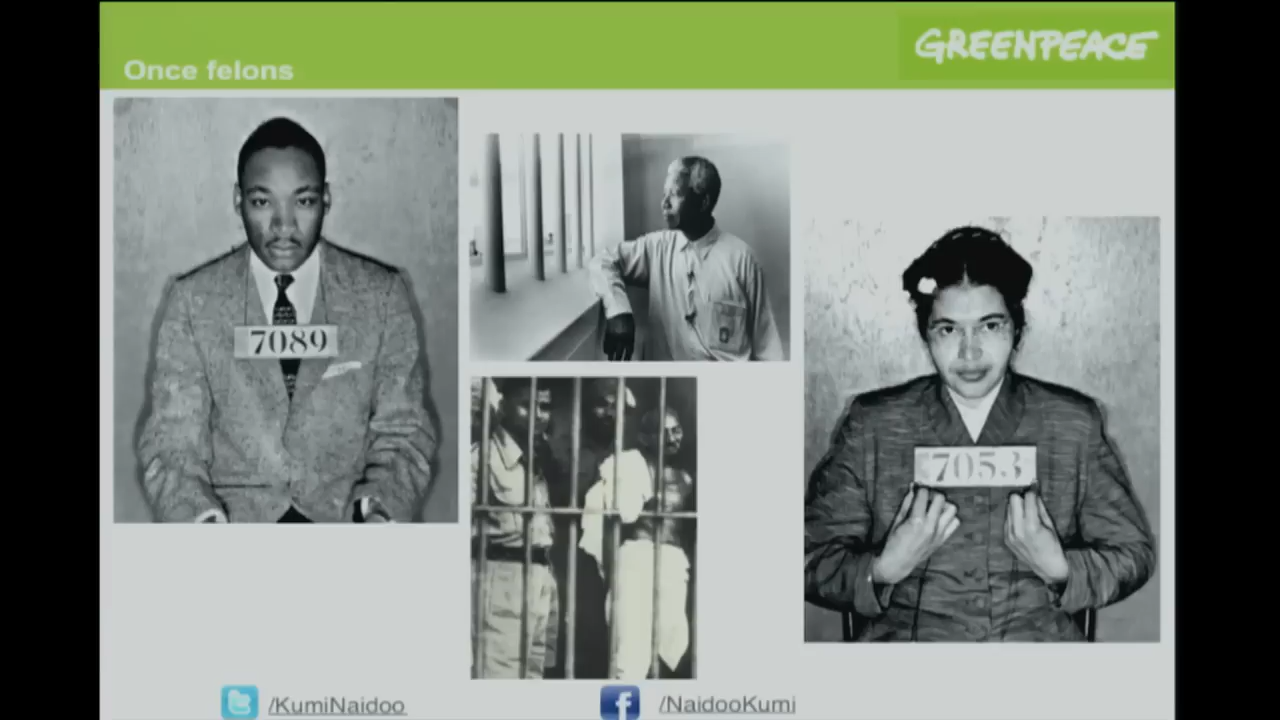 GREENPEACE
Once felons
7089
7053
/KumiNaidoo
/NaidooKumi